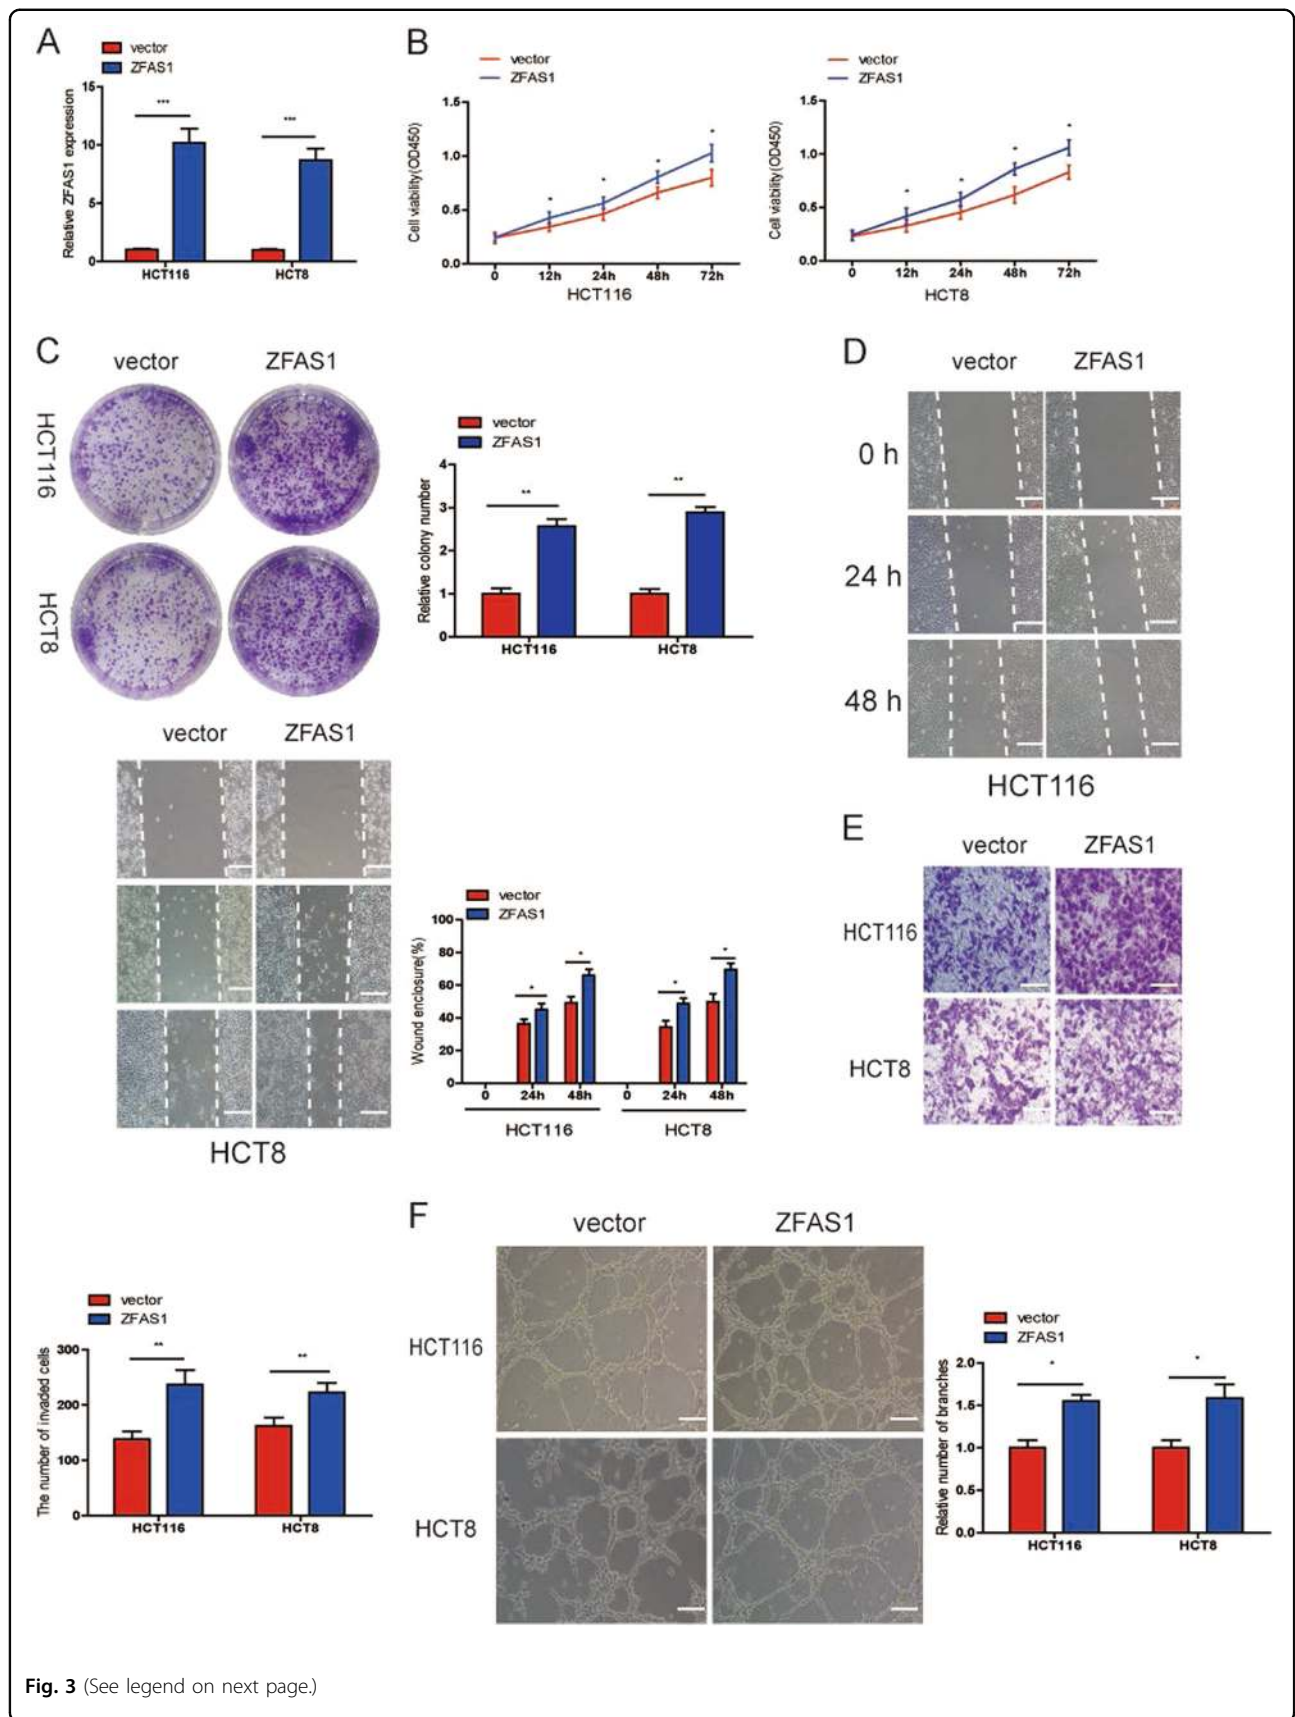 A
vector
ZFAS1
Relative ZFAS1 expression
15
10
5
0
***
***
HCT116
HCT8
B
vector
ZFAS1
Cell viability(OD450)
1.5
1.0
0.5
0.0
*
*
*
*
0
12h
24h
48h
72h
HCT116
vector
ZFAS1
Cell viability(OD450)
1.5
1.0
0.5
0.0
*
*
*
*
0
12h
24h
48h
72h
HCT8
C
vector
ZFAS1
HCT116
HCT8
vector
ZFAS1
Relative colony number
4
3
2
1
0
**
**
HCT116
HCT8
D
vector
ZFAS1
0 h
24 h
48 h
HCT116
vector
ZFAS1
HCT8
vector
ZFAS1
Wound enclosure(%)
100
80
60
40
20
0
*
*
*
*
0
24h
48h
0
24h
48h
HCT116
HCT8
E
vector
ZFAS1
HCT116
HCT8
vector
ZFAS1
The number of invaded cells
300
200
100
0
**
**
HCT116
HCT8
F
vector
ZFAS1
HCT116
HCT8
vector
ZFAS1
Relative number of branches
2.0
1.5
1.0
0.5
0.0
*
*
HCT116
HCT8
Fig. 3 (See legend on next page.)